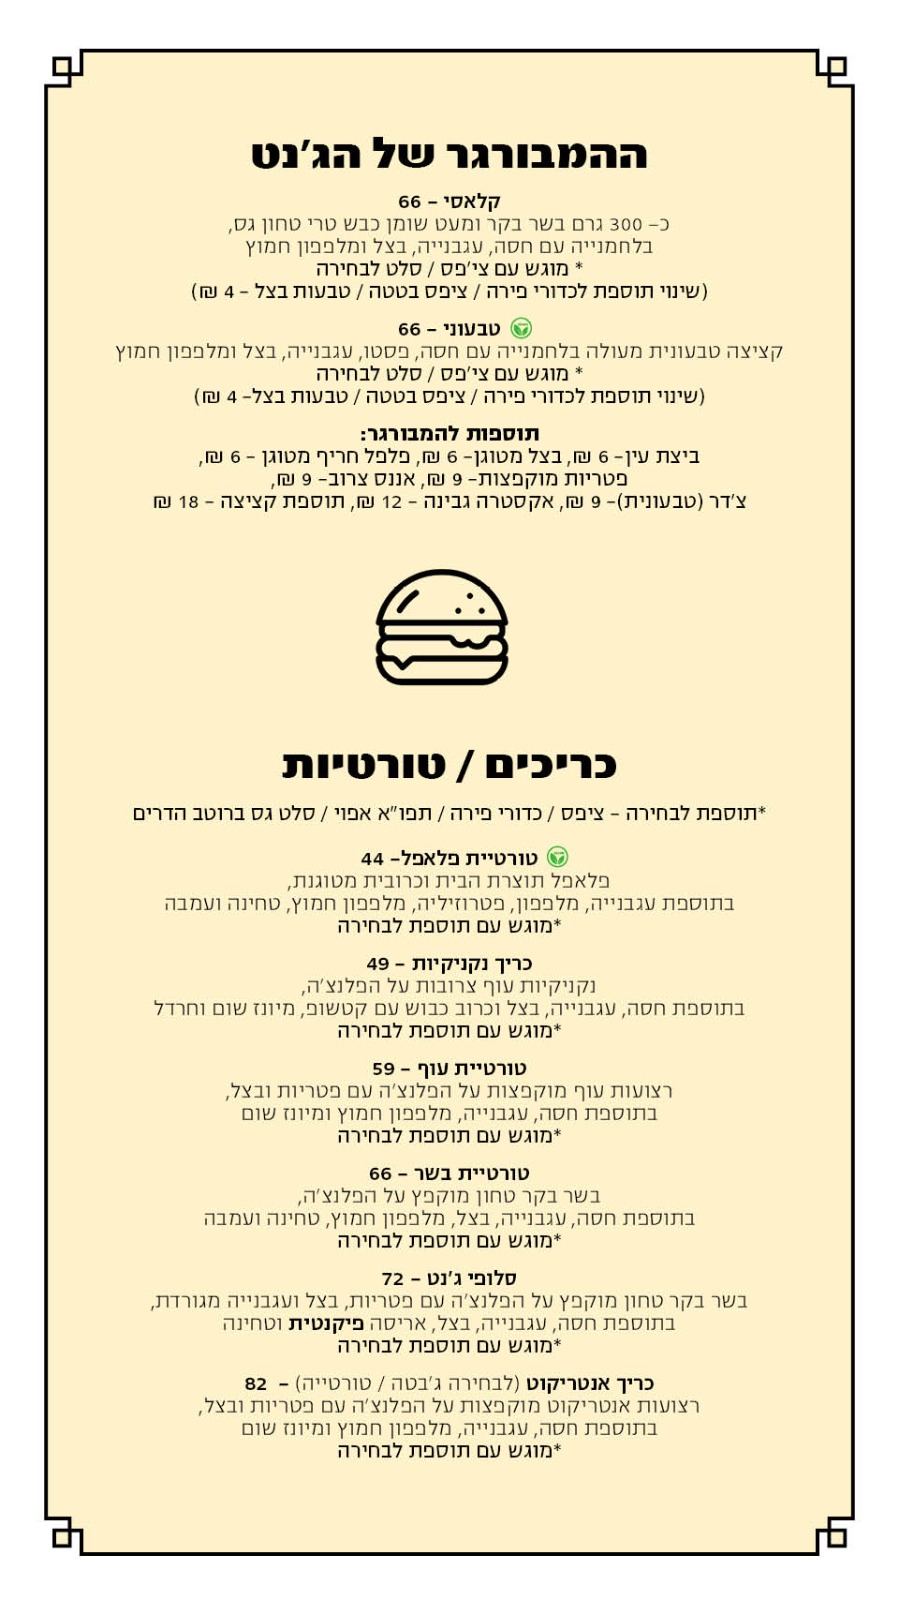 ההמבורגר של הג'נט
קלאסי – 66
כ– 300 גרם בשר בקר ומעט שומן כבש טרי טחון גס,
בלחמנייה עם חסה, עגבנייה, בצל ומלפפון חמוץ
* מוגש עם צי'פס / סלט לבחירה
(שינוי תוספת לכדורי פירה / ציפס בטטה / טבעות בצל – 4 ₪)
טבעוני – 66
קציצה טבעונית מעולה בלחמנייה עם חסה, פסטו, עגבנייה, בצל ומלפפון חמוץ
* מוגש עם צי'פס / סלט לבחירה
(שינוי תוספת לכדורי פירה / ציפס בטטה / טבעות בצל– 4 ₪)
תוספות להמבורגר:
ביצת עין– 6 ₪, בצל מטוגן– 6 ₪, פלפל חריף מטוגן – 6 ₪,
פטריות מוקפצות– 9 ₪, אננס צרוב– 9 ₪,
צ'דר (טבעונית)– 9 ₪, אקסטרה גבינה – 12 ₪, תוספת קציצה – 18 ₪
כריכים / טורטיות
*תוספת לבחירה – ציפס / כדורי פירה / תפו"א אפוי / סלט גס ברוטב הדרים
טורטיית פלאפל– 44
פלאפל תוצרת הבית וכרובית מטוגנת,
בתוספת עגבנייה, מלפפון, פטרוזיליה, מלפפון חמוץ, טחינה ועמבה
*מוגש עם תוספת לבחירה
כריך נקניקיות – 49
נקניקיות עוף צרובות על הפלנצ'ה,
בתוספת חסה, עגבנייה, בצל וכרוב כבוש עם קטשופ, מיונז שום וחרדל
*מוגש עם תוספת לבחירה
טורטיית עוף – 59
רצועות עוף מוקפצות על הפלנצ'ה עם פטריות ובצל,
בתוספת חסה, עגבנייה, מלפפון חמוץ ומיונז שום
*מוגש עם תוספת לבחירה
טורטיית בשר – 66
בשר בקר טחון מוקפץ על הפלנצ'ה,
בתוספת חסה, עגבנייה, בצל, מלפפון חמוץ, טחינה ועמבה
*מוגש עם תוספת לבחירה
סלופי ג'נט – 72
בשר בקר טחון מוקפץ על הפלנצ'ה עם פטריות, בצל ועגבנייה מגורדת,
בתוספת חסה, עגבנייה, בצל, אריסה פיקנטית וטחינה
*מוגש עם תוספת לבחירה
כריך אנטריקוט (לבחירה ג'בטה / טורטייה) – 82
רצועות אנטריקוט מוקפצות על הפלנצ'ה עם פטריות ובצל,
בתוספת חסה, עגבנייה, מלפפון חמוץ ומיונז שום
*מוגש עם תוספת לבחירה